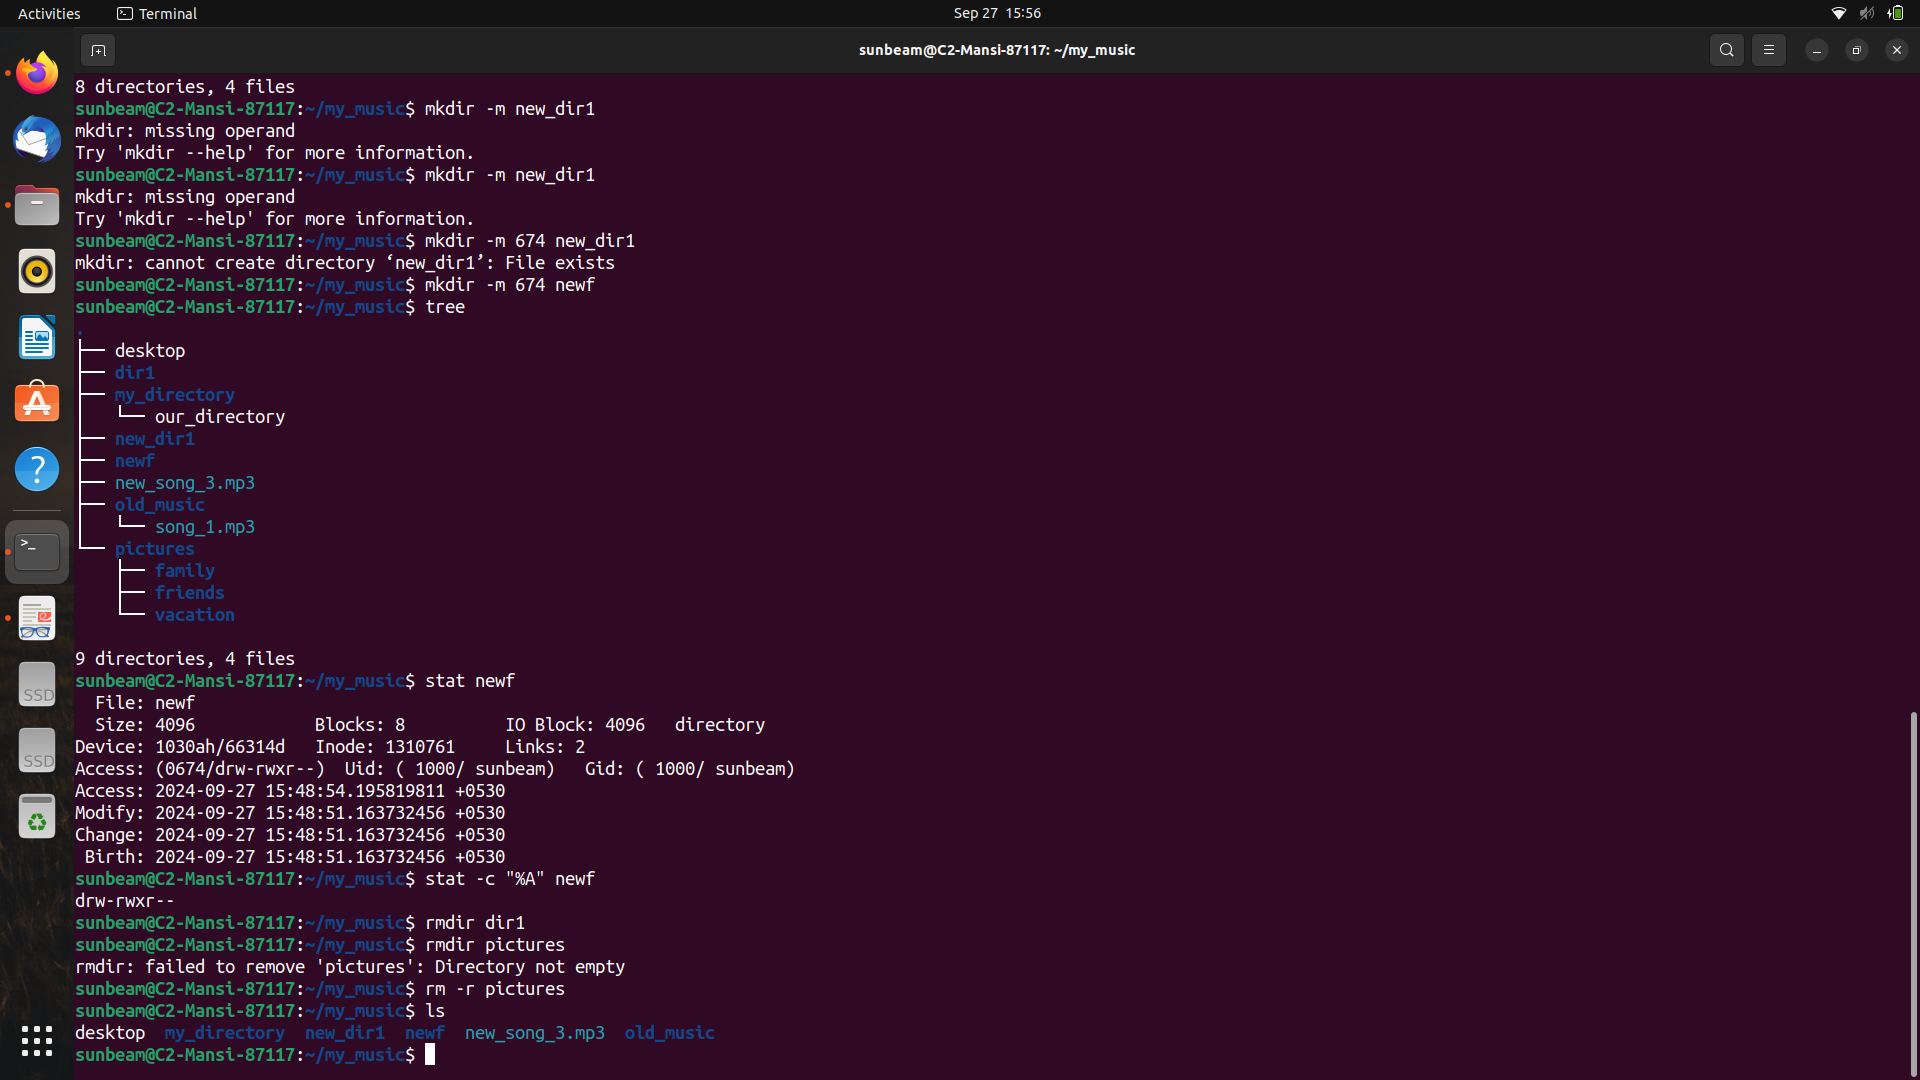 Activities Terminal Sep 27 15:56
sunbeam@C2-Mansi-87117: ~/my_music
8 directories, 4 files
sunbeam@C2-Mansi-87117:~/my_music$ mkdir -m new_dir1
mkdir: missing operand
Try 'mkdir --help' for more information.
sunbeam@C2-Mansi-87117:~/my_music$ mkdir -m new_dir1
mkdir: missing operand
Try 'mkdir --help' for more information.
sunbeam@C2-Mansi-87117:~/my_music$ mkdir -m 674 new_dir1
mkdir: cannot create directory ‘new_dir1’: File exists
sunbeam@C2-Mansi-87117:~/my_music$ mkdir -m 674 newf
sunbeam@C2-Mansi-87117:~/my_music$ tree
.
├── desktop
├── dir1
├── my_directory
│   └── our_directory
├── new_dir1
├── newf
├── new_song_3.mp3
├── old_music
│   └── song_1.mp3
└── pictures
    ├── family
    ├── friends
    └── vacation
9 directories, 4 files
sunbeam@C2-Mansi-87117:~/my_music$ stat newf
  File: newf
  Size: 4096            Blocks: 8          IO Block: 4096   directory
Device: 1030ah/66314d   Inode: 1310761     Links: 2
Access: (0674/drw-rwxr--)  Uid: ( 1000/ sunbeam)   Gid: ( 1000/ sunbeam)
Access: 2024-09-27 15:48:54.195819811 +0530
Modify: 2024-09-27 15:48:51.163732456 +0530
Change: 2024-09-27 15:48:51.163732456 +0530
 Birth: 2024-09-27 15:48:51.163732456 +0530
sunbeam@C2-Mansi-87117:~/my_music$ stat -c "%A" newf
drw-rwxr--
sunbeam@C2-Mansi-87117:~/my_music$ rmdir dir1
sunbeam@C2-Mansi-87117:~/my_music$ rmdir pictures
rmdir: failed to remove 'pictures': Directory not empty
sunbeam@C2-Mansi-87117:~/my_music$ rm -r pictures
sunbeam@C2-Mansi-87117:~/my_music$ ls
desktop  my_directory  new_dir1  newf  new_song_3.mp3  old_music
sunbeam@C2-Mansi-87117:~/my_music$
SSD
SSD